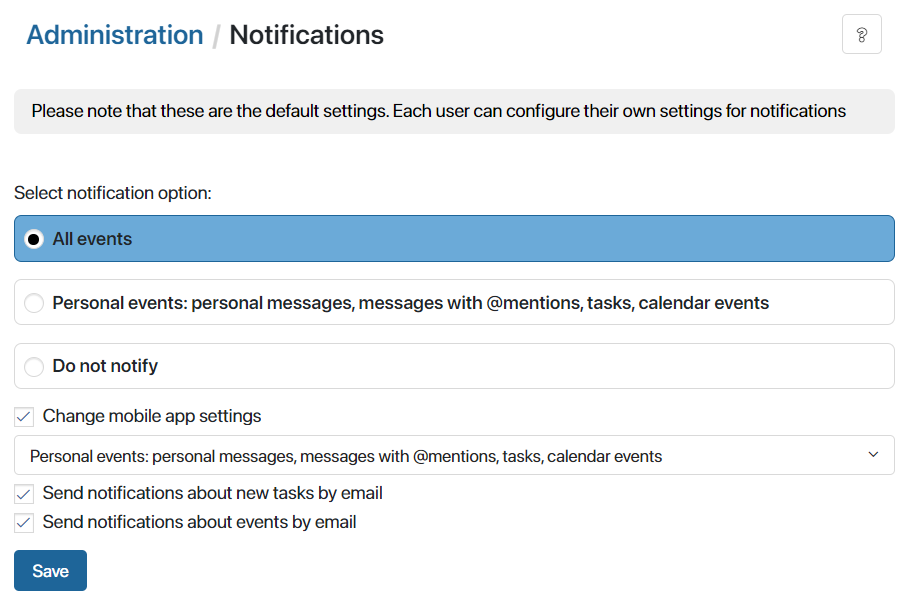 Administration / Notifications
?
Please note that these are the default settings. Each user can configure their own settings for notifications
Select notification option:
All events
Personal events: personal messages, messages with @mentions, tasks, calendar events
Do not notify
Change mobile app settings
Personal events: personal messages, messages with @mentions, tasks, calendar events
Send notifications about new tasks by email
Send notifications about events by email
Save